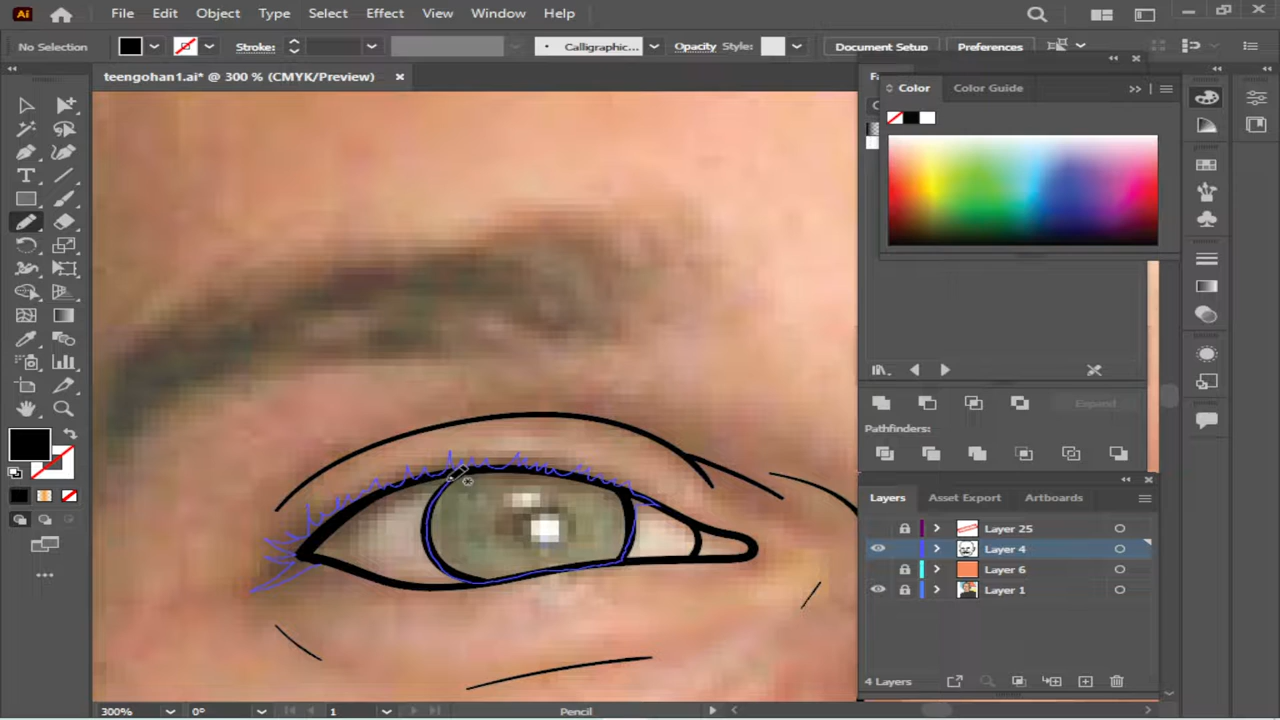 Ai File Edit Object Type Select Effect View Window Help
No Selection Stroke: Calligraphic... Opacity Style: Document Setup Preferences
teengohan1.ai* @ 300 % (CMYK/Preview)
Color Color Guide
Expand
Pathfinders:
Layers Asset Export Artboards
Layer 25
Layer 4
Layer 6
Layer 1
4 Layers
300% 0° 1 Pencil